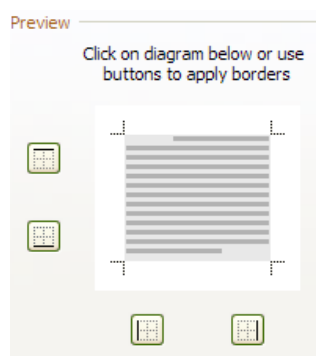 Preview
Click on diagram below or use
buttons to apply borders